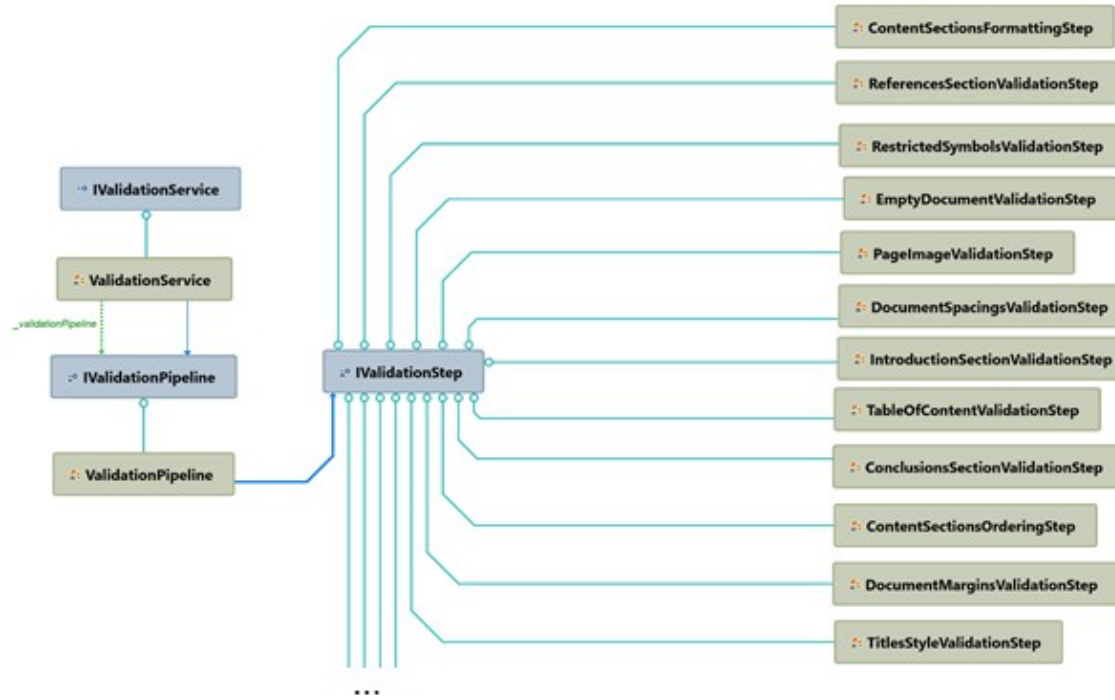 ContentSectionsFormattingStep
ReferencesSectionValidationStep
RestrictedSymbolsValidationStep
IValidationService
EmptyDocumentValidationStep
PageImageValidationStep
ValidationService
DocumentSpacingsValidationStep
_validationPipeline
IntroductionSectionValidationStep
IValidationPipeline
IValidationStep
TableOfContentValidationStep
ConclusionsSectionValidationStep
ValidationPipeline
ContentSectionsOrderingStep
DocumentMarginsValidationStep
TitlesStyleValidationStep
...